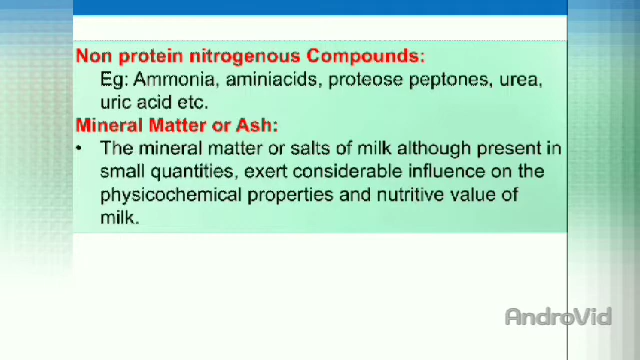 Non protein nitrogenous Compounds:
Eg: Ammonia, aminiacids, proteose peptones, urea,
uric acid etc.
Mineral Matter or Ash:
• The mineral matter or salts of milk although present in
small quantities, exert considerable influence on the
physicochemical properties and nutritive value of
milk.
AndroVid